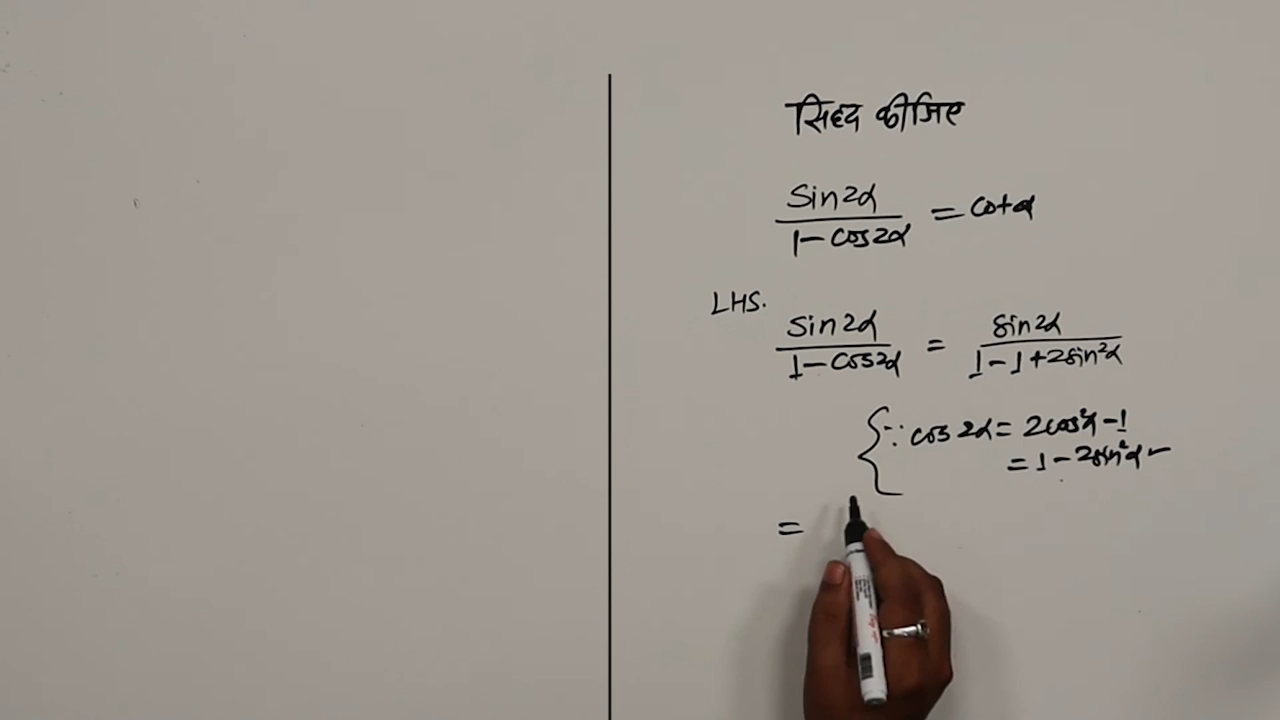 सिद्ध कीजिए
Sin2α / 1-cos2α = cotα
LHS. Sin2α / 1-cos2α = sin2α / 1-1+2sin²α
{∵ cos2α = 2cos²α-1
= 1-2sin²α
=